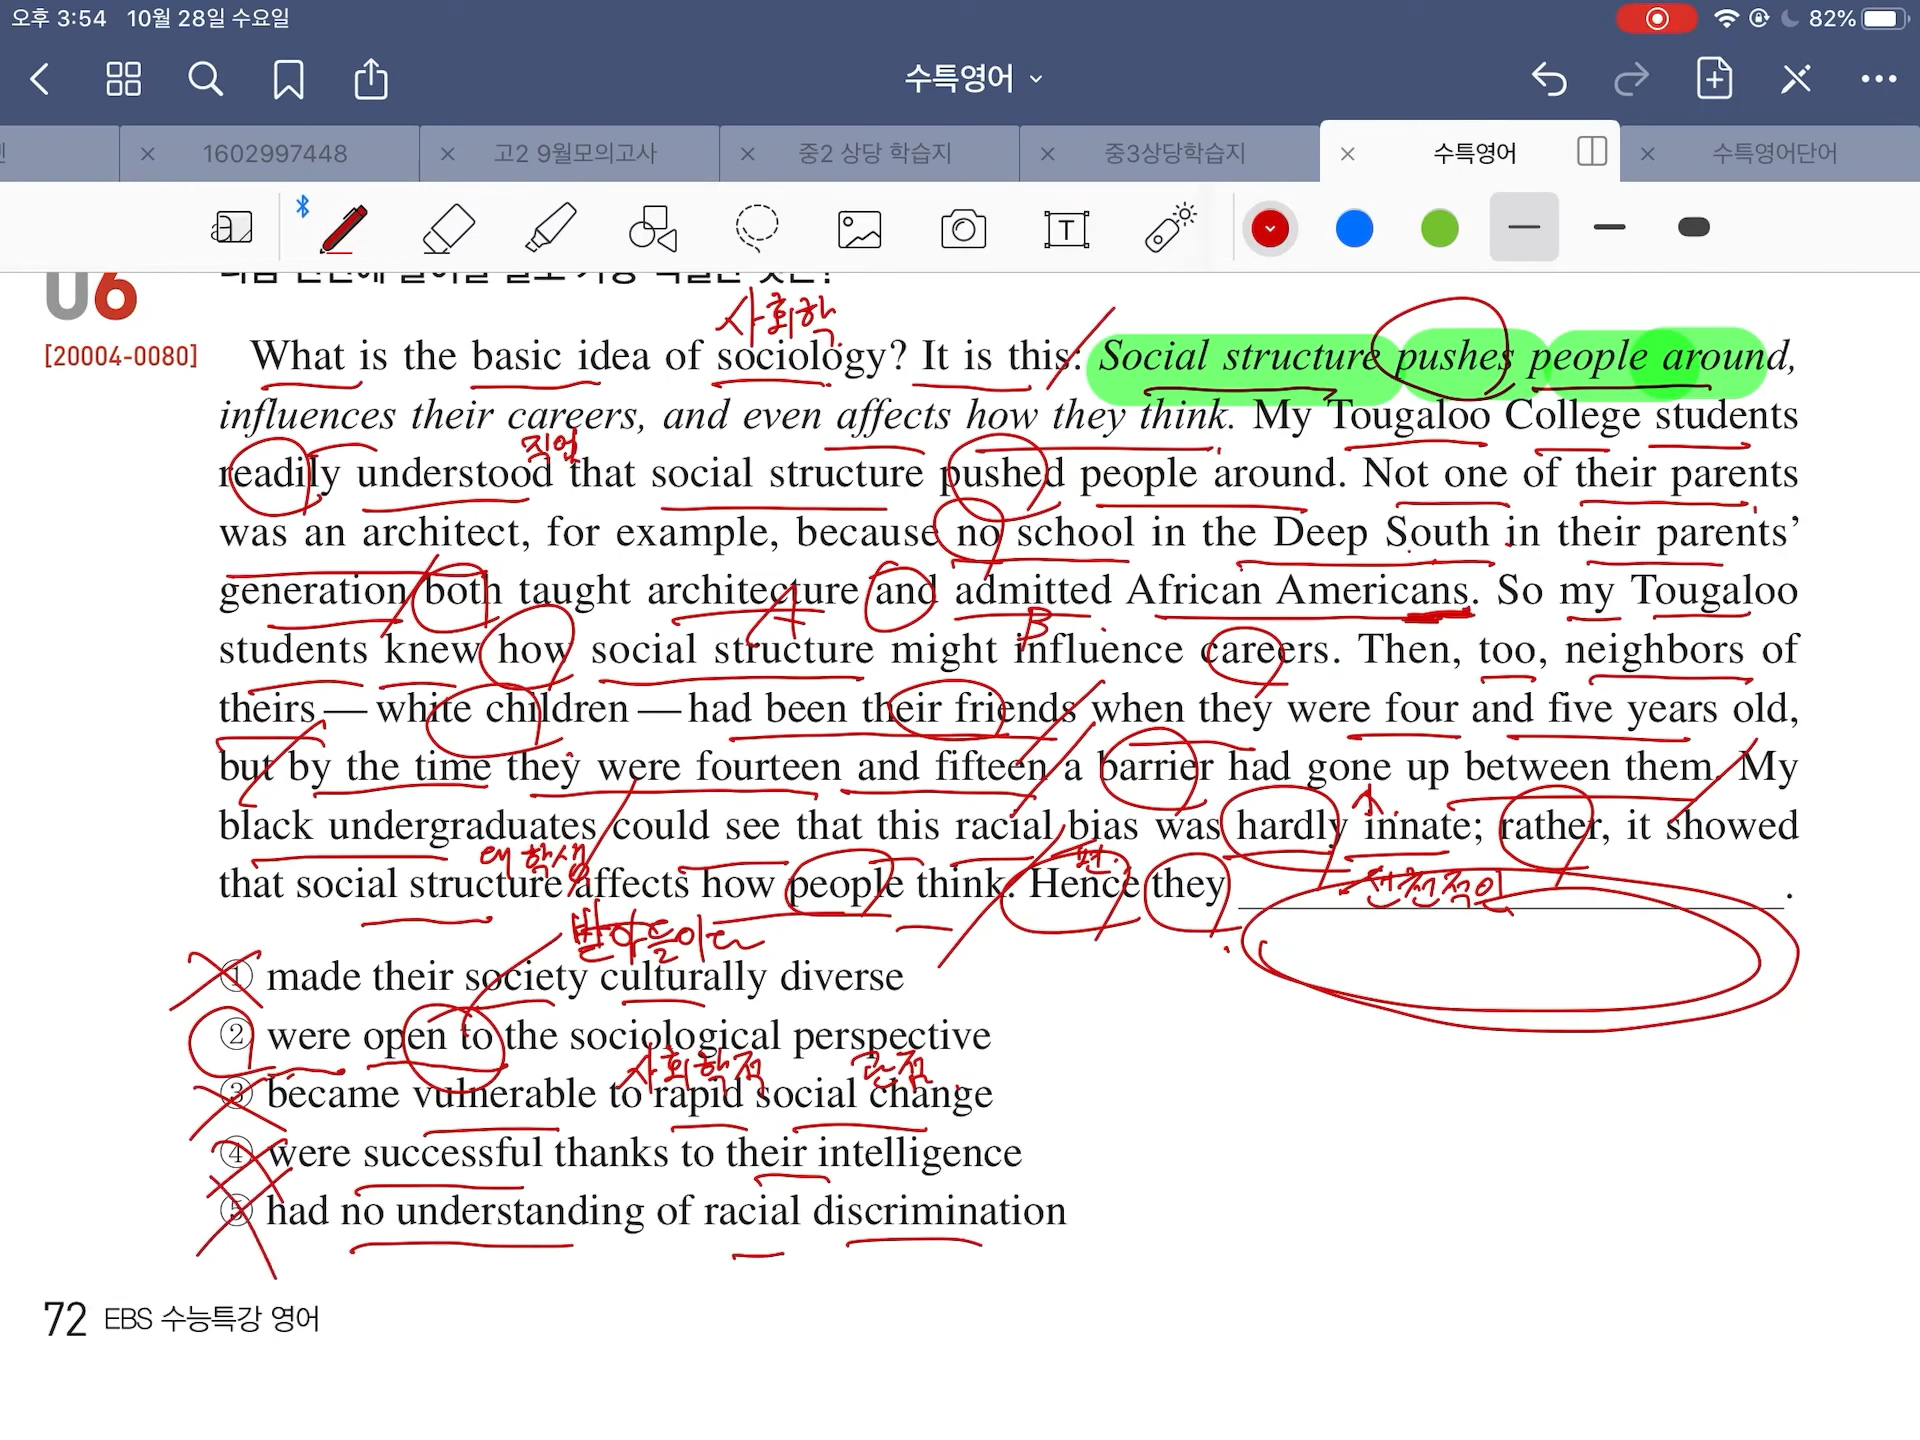 오후 3:54 10월 28일 수요일 82%
수특영어
1602997448 고2 9월모의고사 중2 상당 학습지 중3상당학습지 수특영어 수특영어단어
06
사회학
[20004-0080] What is the basic idea of sociology? It is this: Social structure pushes people around,
influences their careers, and even affects how they think. My Tougaloo College students
직업
readily understood that social structure pushed people around. Not one of their parents
was an architect, for example, because no school in the Deep South in their parents’
generation both taught architecture and admitted African Americans. So my Tougaloo
A B
students knew how social structure might influence careers. Then, too, neighbors of
theirs — white children — had been their friends when they were four and five years old,
but by the time they were fourteen and fifteen a barrier had gone up between them. My
black undergraduates could see that this racial bias was hardly innate; rather, it showed
대학생 편 선천적인
that social structure affects how people think. Hence they ____________.
받아들이다
① made their society culturally diverse
② were open to the sociological perspective
사회학적 관점
③ became vulnerable to rapid social change
④ were successful thanks to their intelligence
⑤ had no understanding of racial discrimination
72 EBS 수능특강 영어